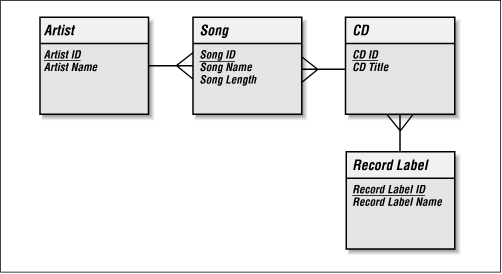 Artist
Artist ID
Artist Name
Song
Song ID
Song Name
Song Length
CD
CD ID
CD Title
Record Label
Record Label ID
Record Label Name